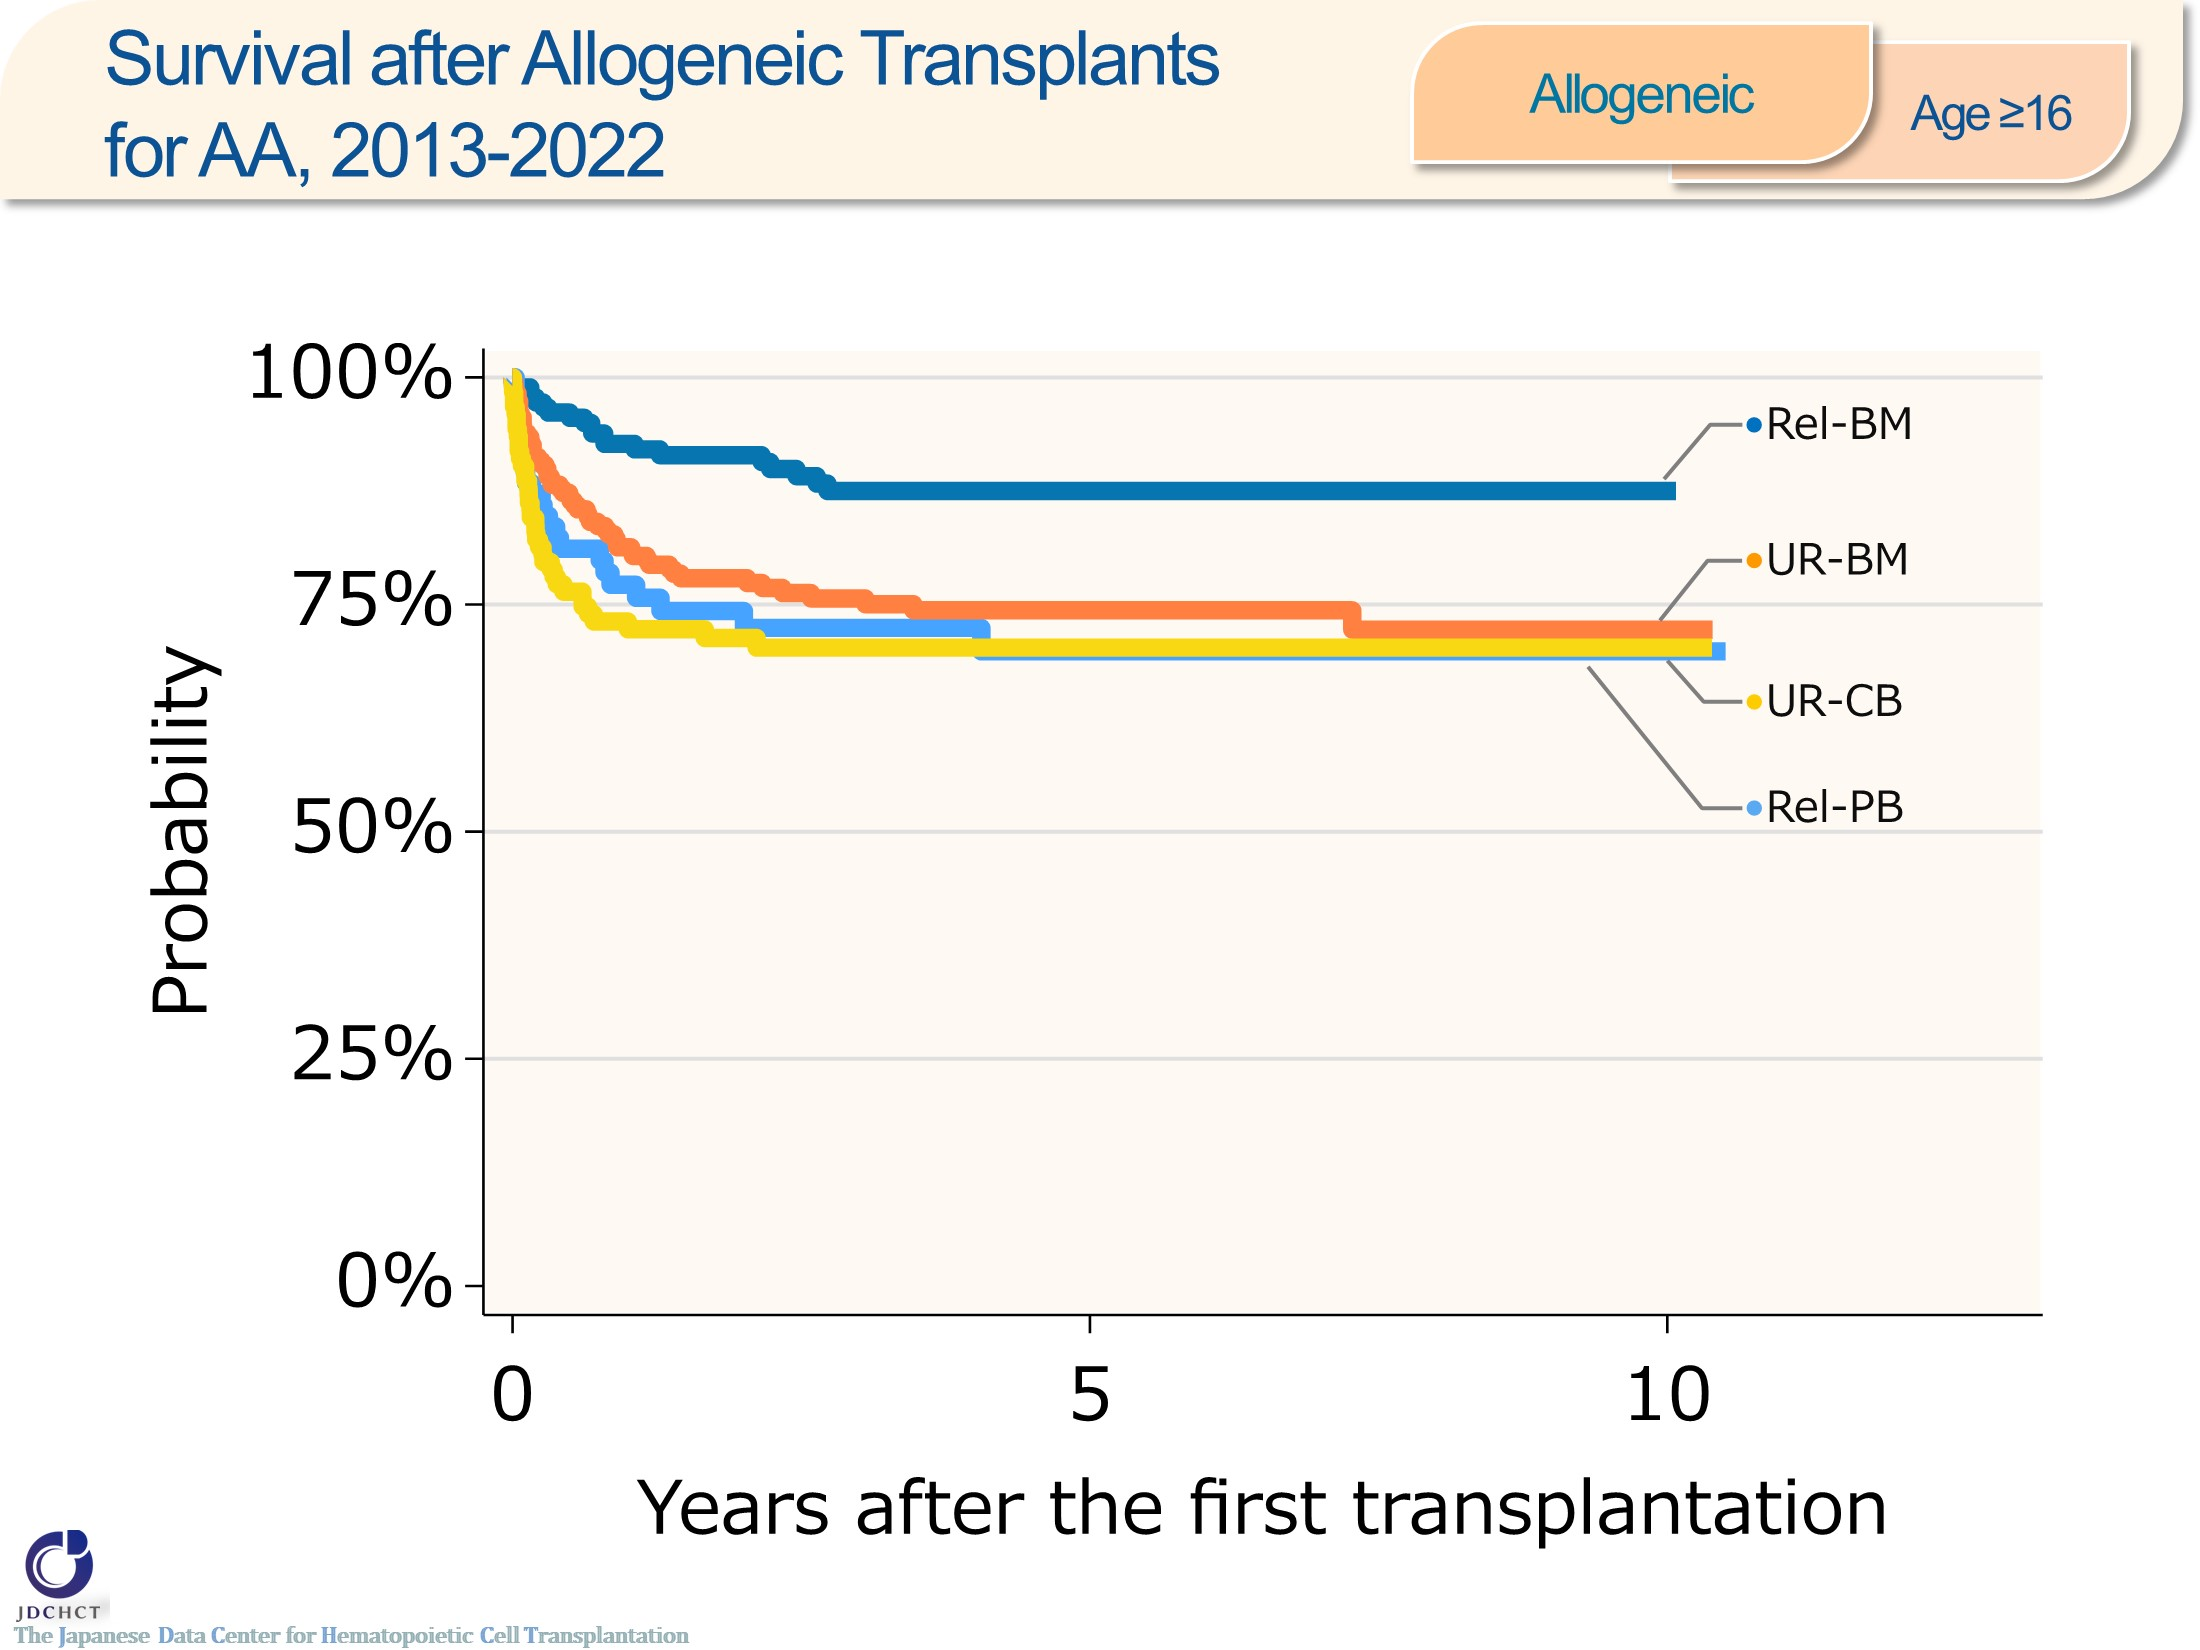 Survival after Allogeneic Transplants
for AA, 2013-2022
Allogeneic
Age ≥16
100%
75%
50%
25%
0%
Probability
Rel-BM
UR-BM
UR-CB
Rel-PB
0 5 10
Years after the first transplantation
JDCHCT
The Japanese Data Center for Hematopoietic Cell Transplantation